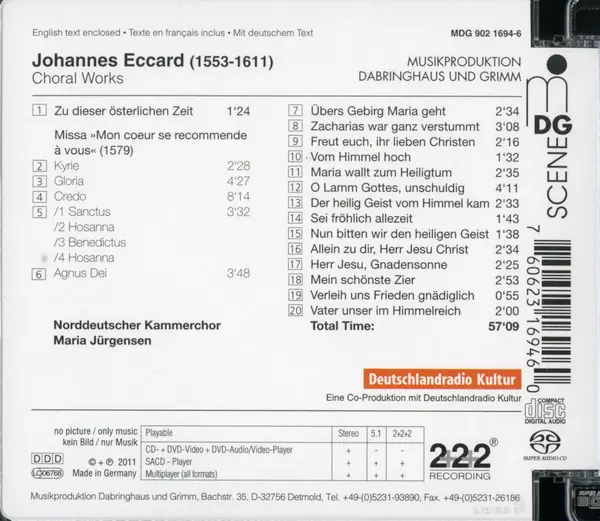 English text enclosed • Texte en français inclus • Mit deutschem Text
MDG 902 1694-6
Johannes Eccard (1553-1611)
Choral Works
MUSIKPRODUKTION
DABRINGHAUS UND GRIMM
MDG
SCENE
1 Zu dieser österlichen Zeit 1'24
Missa »Mon coeur se recommende
à vous« (1579)
2 Kyrie 2'28
3 Gloria 4'27
4 Credo 8'14
5 /1 Sanctus 3'32
/2 Hosanna
/3 Benedictus
/4 Hosanna
6 Agnus Dei 3'48
Norddeutscher Kammerchor
Maria Jürgensen
7 Übers Gebirg Maria geht 2'34
8 Zacharias war ganz verstummt 3'08
9 Freut euch, ihr lieben Christen 2'16
10 Vom Himmel hoch 1'32
11 Maria wallt zum Heiligtum 2'35
12 O Lamm Gottes, unschuldig 4'11
13 Der heilig Geist vom Himmel kam 2'33
14 Sei fröhlich allezeit 1'43
15 Nun bitten wir den heiligen Geist 1'38
16 Allein zu dir, Herr Jesu Christ 2'34
17 Herr Jesu, Gnadensonne 2'25
18 Mein schönste Zier 2'53
19 Verleih uns Frieden gnädiglich 0'55
20 Vater unser im Himmelreich 2'00
Total Time: 57'09
7 60623 16946 0
Deutschlandradio Kultur
Eine Co-Produktion mit Deutschlandradio Kultur
COMPACT
disc
DIGITAL AUDIO
no picture / only music
kein Bild / nur Musik
DDD
© + ℗ 2011
LC 06768
Made in Germany
Playable Stereo 5.1 2+2+2
CD- + DVD-Video + DVD-Audio/Video-Player + - -
SACD - Player + + +
Multiplayer (all formats) + + +
2+2+2®
RECORDING
SACD
SUPER AUDIO CD
Musikproduktion Dabringhaus und Grimm, Bachstr. 35, D-32756 Detmold, Tel. +49-(0)5231-93890, Fax +49-(0)5231-26186